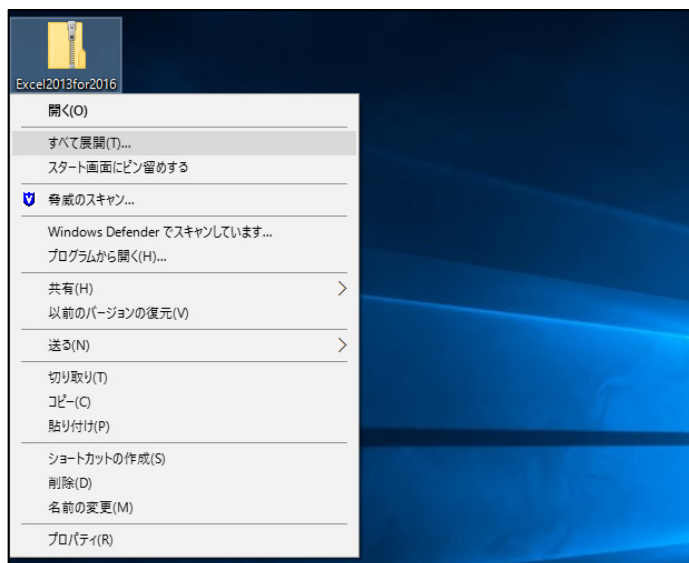 Excel2013for2016
開く(O)
すべて展開(T)...
スタート画面にピン留めする
脅威のスキャン...
Windows Defender でスキャンしています...
プログラムから開く(H)...
共有(H)
以前のバージョンの復元(V)
送る(N)
切り取り(T)
コピー(C)
貼り付け(P)
ショートカットの作成(S)
削除(D)
名前の変更(M)
プロパティ(R)